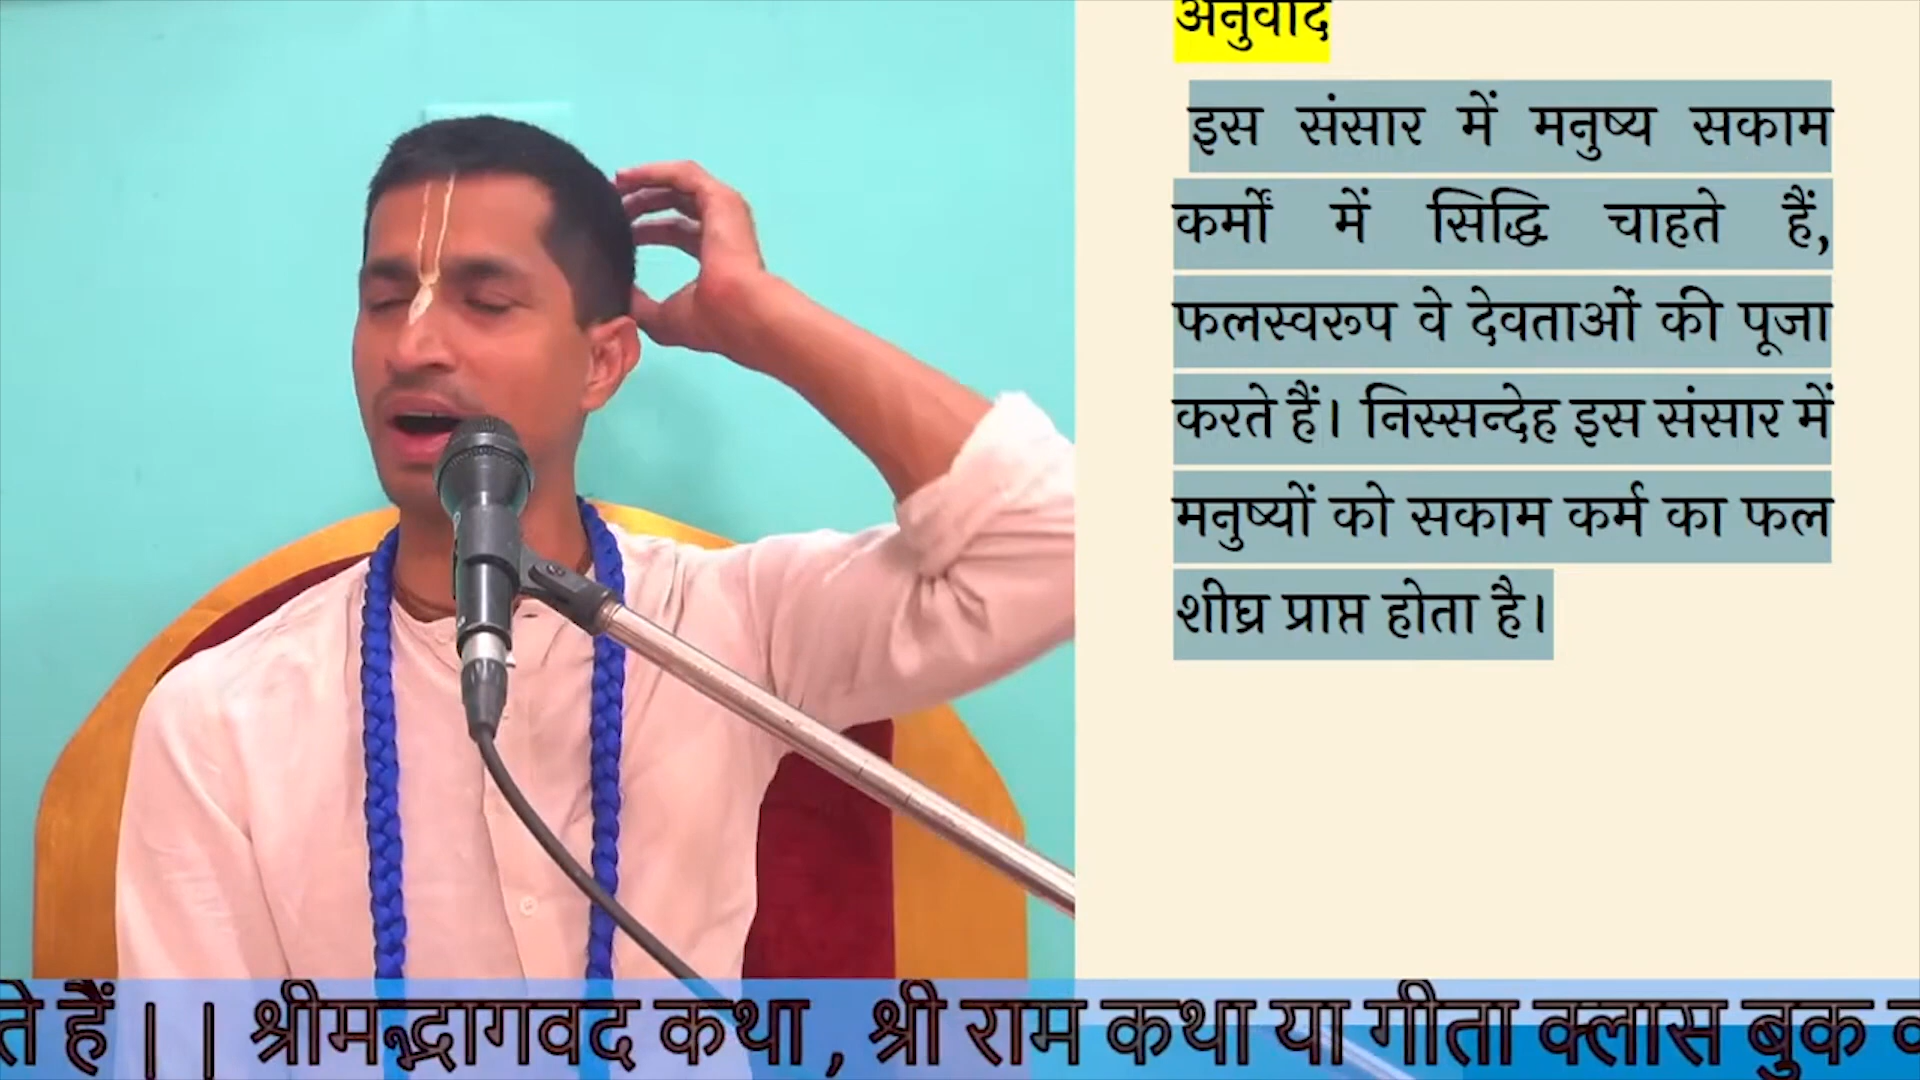 अनुवाद
इस संसार में मनुष्य सकाम
कर्मों में सिद्धि चाहते हैं,
फलस्वरूप वे देवताओं की पूजा
करते हैं। निस्सन्देह इस संसार में
मनुष्यों को सकाम कर्म का फल
शीघ्र प्राप्त होता है।
ते हैं | | श्रीमद्भागवद कथा , श्री राम कथा या गीता क्लास बुक